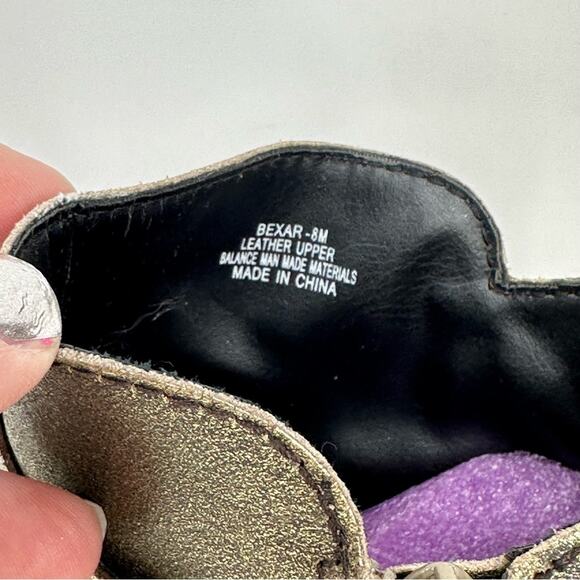 BEXAR -8M
LEATHER UPPER
BALANCE MAN MADE MATERIALS
MADE IN CHINA